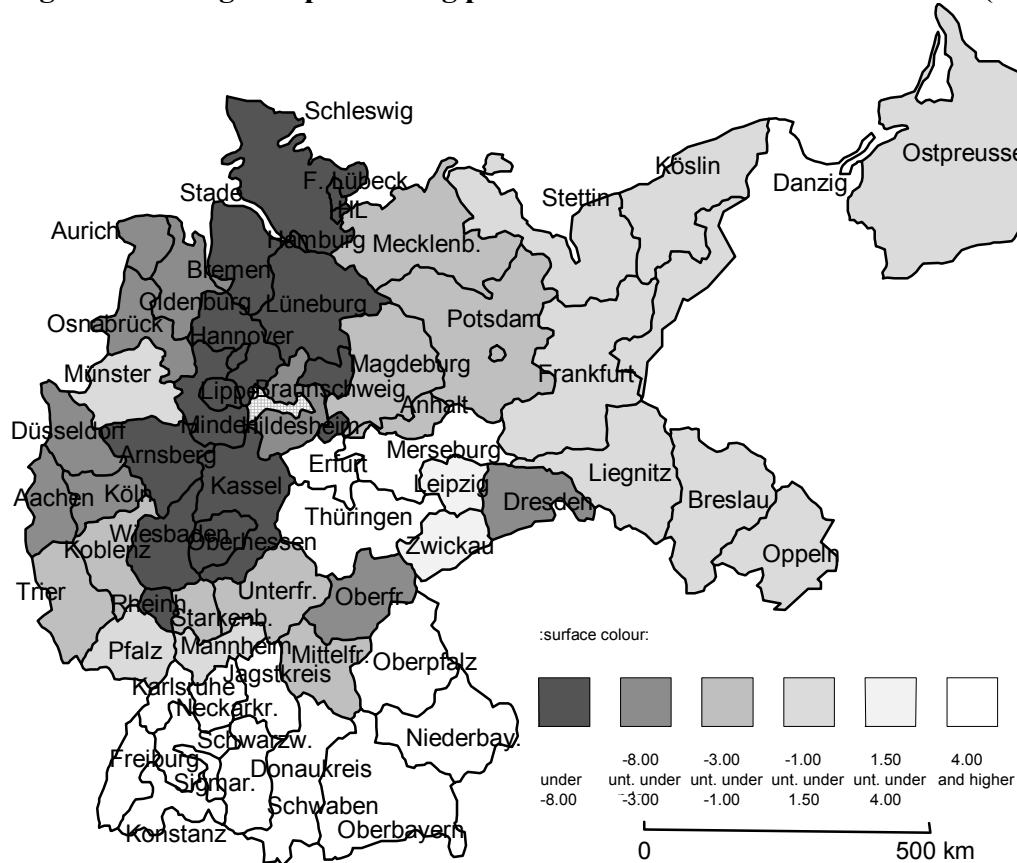 Schleswig
Ostpreusse
Köslin
Danzig
F. Lübeck
Stettin
Stade
HL
Aurich
Hamburg
Mecklenb.
Bremen
Oldenburg
Lüneburg
Potsdam
Osnabrück
Hannover
Münster
Magdeburg
Frankfurt
Lippe
Braunschweig
Anhalt
Minden
Hildesheim
Düsseldorf
Merseburg
Arnsberg
Erfurt
Leipzig
Liegnitz
Aachen
Köln
Kassel
Dresden
Breslau
Thüringen
Wiesbaden
Oberhessen
Zwickau
Koblenz
Oppeln
Trier
Unterfr.
Oberfr.
Rheinh.
Starkenb.
:surface colour:
Pfalz
Mannheim
Mittelfr.
Oberpfalz
Jagstkreis
Karlsruhe
Neckarkr.
Schwarzw.
Niederbay.
Freiburg
Donaukreis
Sigmar.
Schwaben
Konstanz
Oberbayern
-8.00 -3.00 -1.00 1.50 4.00
under unt. under unt. under unt. under unt. under and higher
-8.00 -3.00 -1.00 1.50 4.00
0 500 km